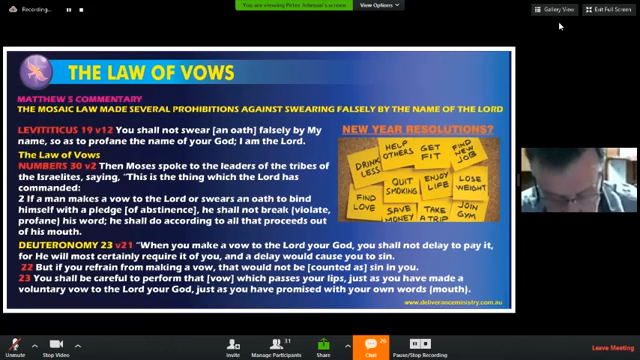 Recording...
You are viewing Peter Johnson's screen
View Options
Gallery View
Exit Full Screen
THE LAW OF VOWS
MATTHEW 5 COMMENTARY
THE MOSAIC LAW MADE SEVERAL PROHIBITIONS AGAINST SWEARING FALSELY BY THE NAME OF THE LORD
LEVITITICUS 19 v12 You shall not swear [an oath] falsely by My
name, so as to profane the name of your God; I am the Lord.
The Law of Vows
NUMBERS 30 v2 Then Moses spoke to the leaders of the tribes of
the Israelites, saying, "This is the thing which the Lord has
commanded:
2 If a man makes a vow to the Lord or swears an oath to bind
himself with a pledge [of abstinence], he shall not break (violate,
profane) his word; he shall do according to all that proceeds out
of his mouth.
NEW YEAR RESOLUTIONS?
DRINK
LESS
HELP
OTHERS
GET
FIT
FIND
NEW
JOB
QUIT
SMOKING
ENJOY
LIFE
LOSE
WEIGHT
FIND
LOVE
SAVE
MONEY
TAKE
A TRIP
JOIN
GYM
DEUTERONOMY 23 v21 "When you make a vow to the Lord your God, you shall not delay to pay it,
for He will most certainly require it of you, and a delay would cause you to sin.
22 But if you refrain from making a vow, that would not be [counted as] sin in you.
23 You shall be careful to perform that [vow] which passes your lips, just as you have made a
voluntary vow to the Lord your God, just as you have promised with your own words (mouth).
www.deliveranceministry.com.au
Unmute
Stop Video
Invite
Manage Participants
Share
Chat
Pause/Stop Recording
Leave Meeting